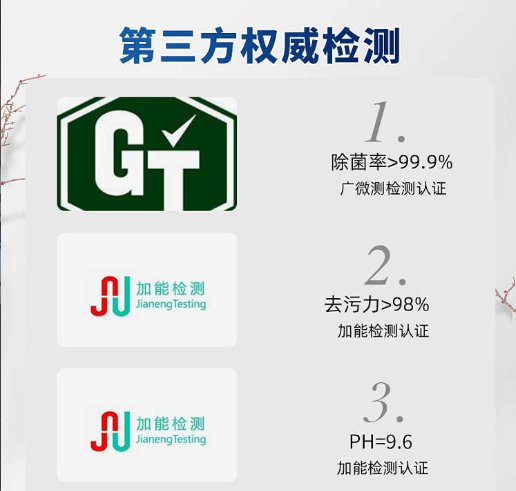 第三方权威检测
GT
1.
除菌率>99.9%
广微测检测认证
加能检测
JianengTesting
2.
去污力>98%
加能检测认证
加能检测
JianengTesting
3.
PH=9.6
加能检测认证